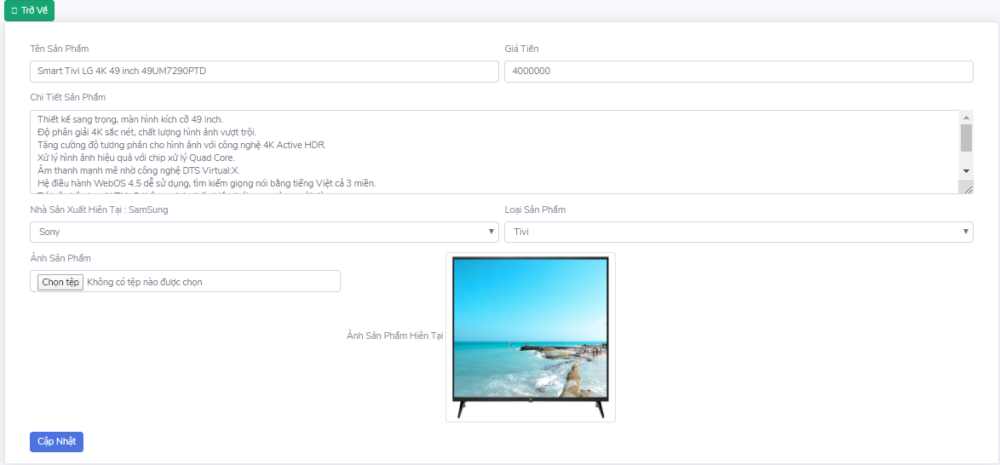 Trở Về
Tên Sản Phẩm
Giá Tiền
Smart Tivi LG 4K 49 inch 49UM7290PTD
4000000
Chi Tiết Sản Phẩm
Thiết kế sang trọng, màn hình kích cỡ 49 inch.
Độ phân giải 4K sắc nét, chất lượng hình ảnh vượt trội.
Tăng cường độ tương phản cho hình ảnh với công nghệ 4K Active HDR.
Xử lý hình ảnh hiệu quả với chip xử lý Quad Core.
Âm thanh mạnh mẽ nhờ công nghệ DTS Virtual:X.
Hệ điều hành WebOS 4.5 dễ sử dụng, tìm kiếm giọng nói bằng tiếng Việt cả 3 miền.
Nhà Sản Xuất Hiên Tại : SamSung
Loại Sản Phẩm
Sony
Tivi
Ảnh Sản Phẩm
Chọn tệp Không có tệp nào được chọn
Ảnh Sản Phẩm Hiên Tại
Cập Nhật